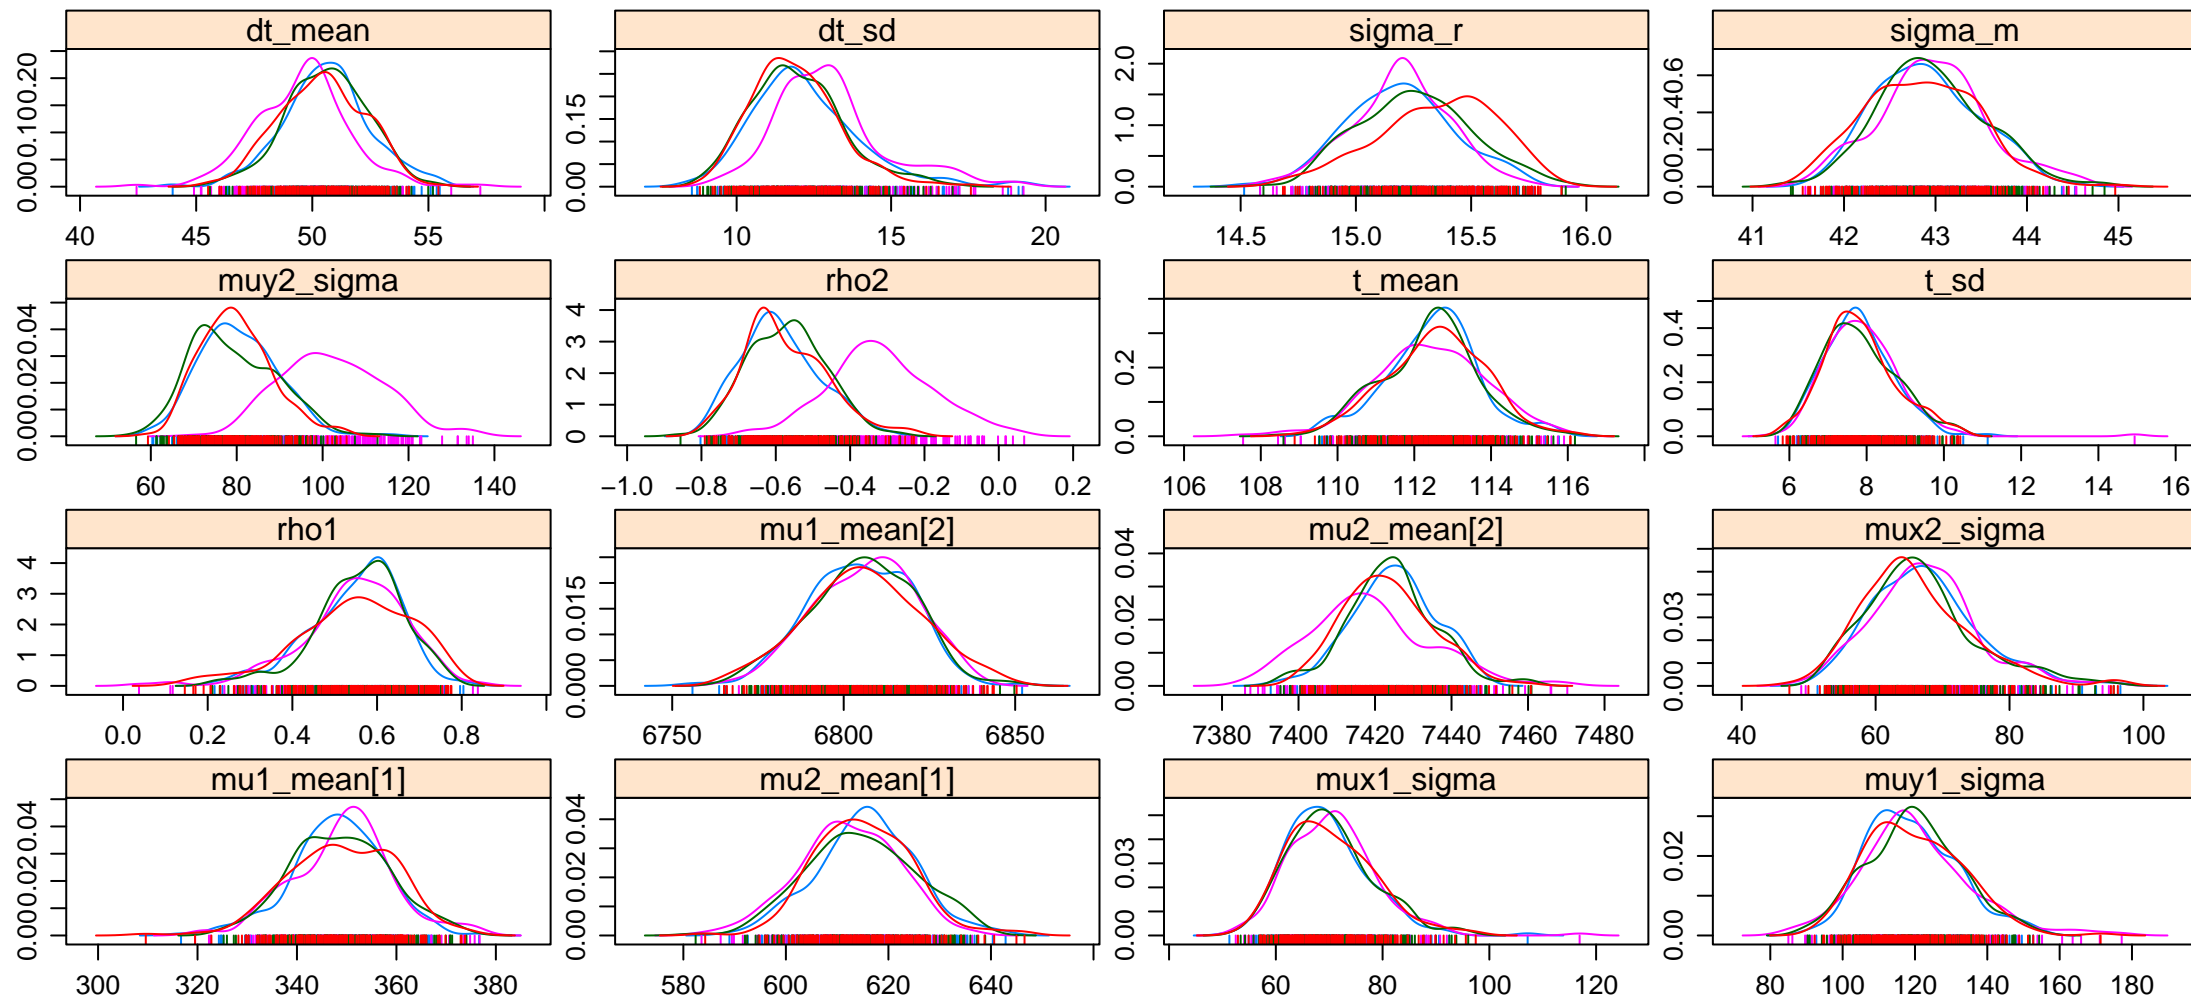 dt_mean dt_sd sigma_r sigma_m
0.00 0.10 0.20 0.00 0.15 0.0 1.0 2.0 0.0 0.2 0.4 0.6
40 45 50 55 10 15 20 14.5 15.0 15.5 16.0 41 42 43 44 45
muy2_sigma rho2 t_mean t_sd
0.00 0.02 0.04 0 1 2 3 4 0.0 0.2 0.0 0.2 0.4
60 80 100 120 140 −1.0 −0.8 −0.6 −0.4 −0.2 0.0 0.2 106 108 110 112 114 116 6 8 10 12 14 16
rho1 mu1_mean[2] mu2_mean[2] mux2_sigma
0 1 2 3 4 0.000 0.015 0.00 0.02 0.04 0.00 0.03
0.0 0.2 0.4 0.6 0.8 6750 6800 6850 7380 7400 7420 7440 7460 7480 40 60 80 100
mu1_mean[1] mu2_mean[1] mux1_sigma muy1_sigma
0.00 0.02 0.04 0.00 0.02 0.04 0.00 0.03 0.00 0.02
300 320 340 360 380 580 600 620 640 60 80 100 120 80 100 120 140 160 180